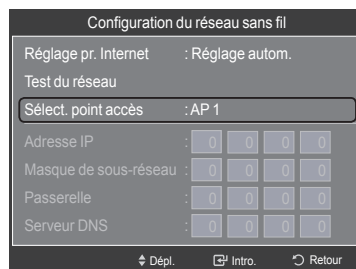 Configuration du réseau sans fil
Réglage pr. Internet : Réglage autom.
Test du réseau
Sélect. point accès : AP 1
Adresse IP : 0 0 0 0
Masque de sous-réseau : 0 0 0 0
Passerelle : 0 0 0 0
Serveur DNS : 0 0 0 0
Dépl. Intro. Retour